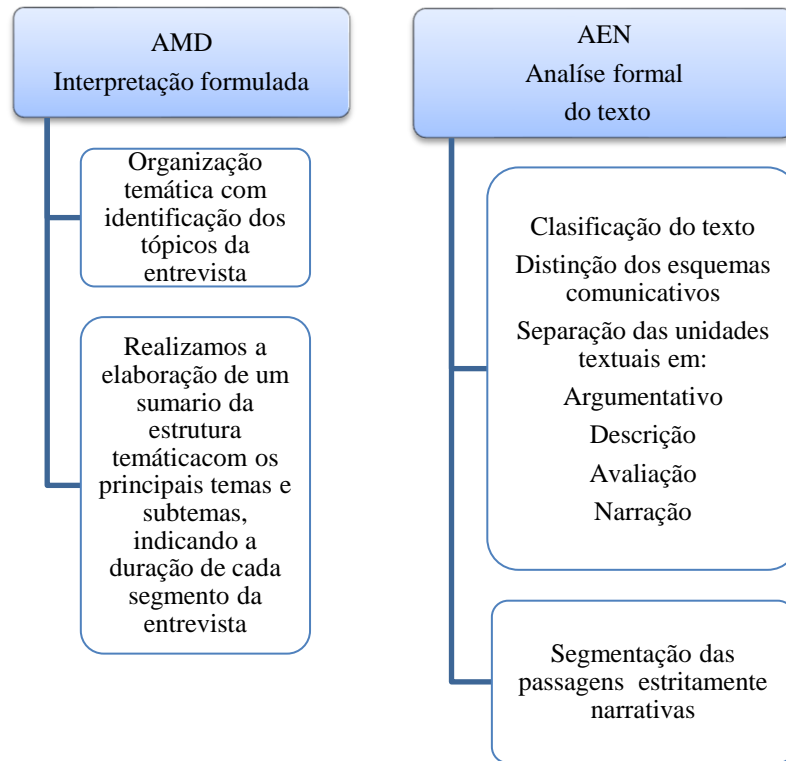 AMD
Interpretação formulada
Organização
temática com
identificação dos
tópicos da
entrevista
Realizamos a
elaboração de um
sumario da
estrutura
temáticacom os
principais temas e
subtemas,
indicando a
duração de cada
segmento da
entrevista
AEN
Analíse formal
do texto
Clasificação do texto
Distinção dos esquemas
comunicativos
Separação das unidades
textuais em:
Argumentativo
Descrição
Avaliação
Narração
Segmentação das
passagens estritamente
narrativas